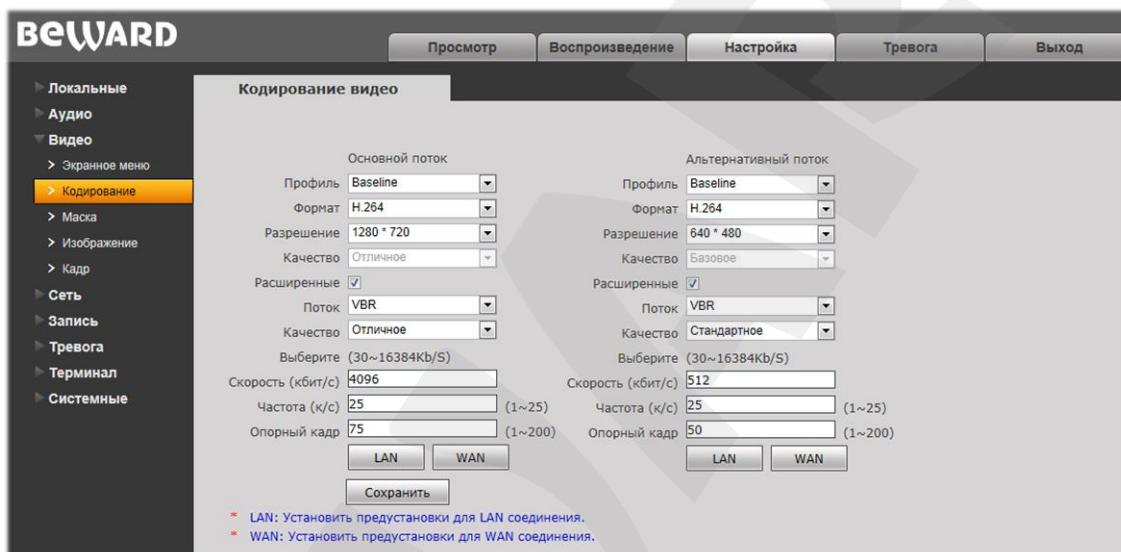 BEWARD
Просмотр Воспроизведение Настройка Тревога Выход
Локальные
Аудио
Видео
Экранное меню
Кодирование
Маска
Изображение
Кадр
Сеть
Запись
Тревога
Терминал
Системные
Кодирование видео
Основной поток
Профиль Baseline
Формат H.264
Разрешение 1280 * 720
Качество Отличное
Расширенные
Поток VBR
Качество Отличное
Выберите (30~16384Kb/S)
Скорость (кбит/с) 4096
Частота (к/с) 25 (1~25)
Опорный кадр 75 (1~200)
LAN WAN
Сохранить
Альтернативный поток
Профиль Baseline
Формат H.264
Разрешение 640 * 480
Качество Базовое
Расширенные
Поток VBR
Качество Стандартное
Выберите (30~16384Kb/S)
Скорость (кбит/с) 512
Частота (к/с) 25 (1~25)
Опорный кадр 50 (1~200)
LAN WAN
* LAN: Установить предустановки для LAN соединения.
* WAN: Установить предустановки для WAN соединения.